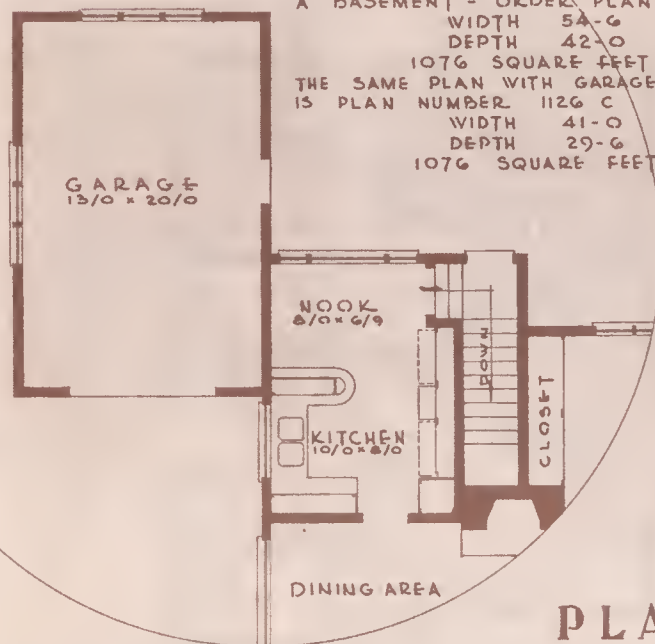 A BASEMENT - ORDER PLAN
WIDTH 54-6
DEPTH 42-0
1076 SQUARE FEET
THE SAME PLAN WITH GARAGE
IS PLAN NUMBER 1126 C
WIDTH 41-0
DEPTH 29-6
1076 SQUARE FEET
GARAGE
13/0 x 20/0
NOOK
8/0 x 6/9
DOWN
CLOSET
KITCHEN
10/0 x 8/0
DINING AREA
PLA